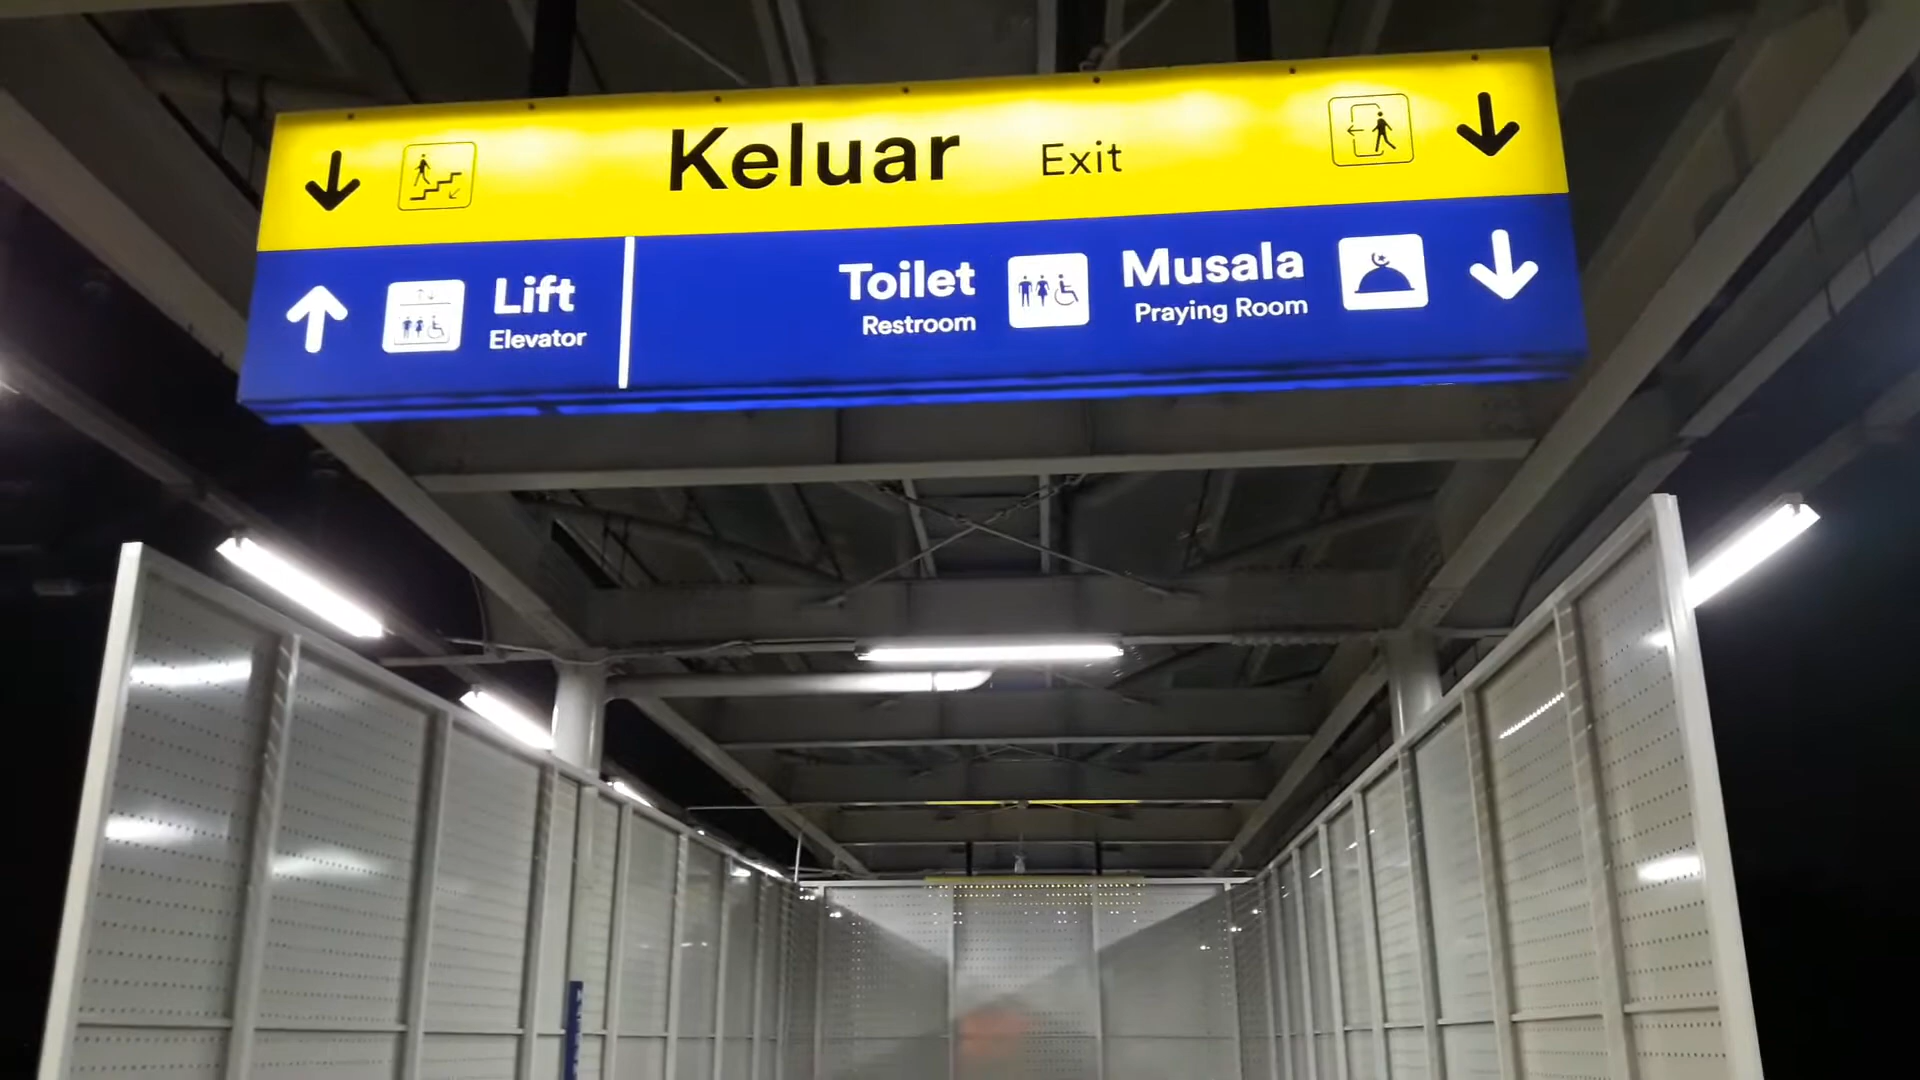 Keluar Exit
Lift
Elevator
Toilet
Restroom
Musala
Praying Room